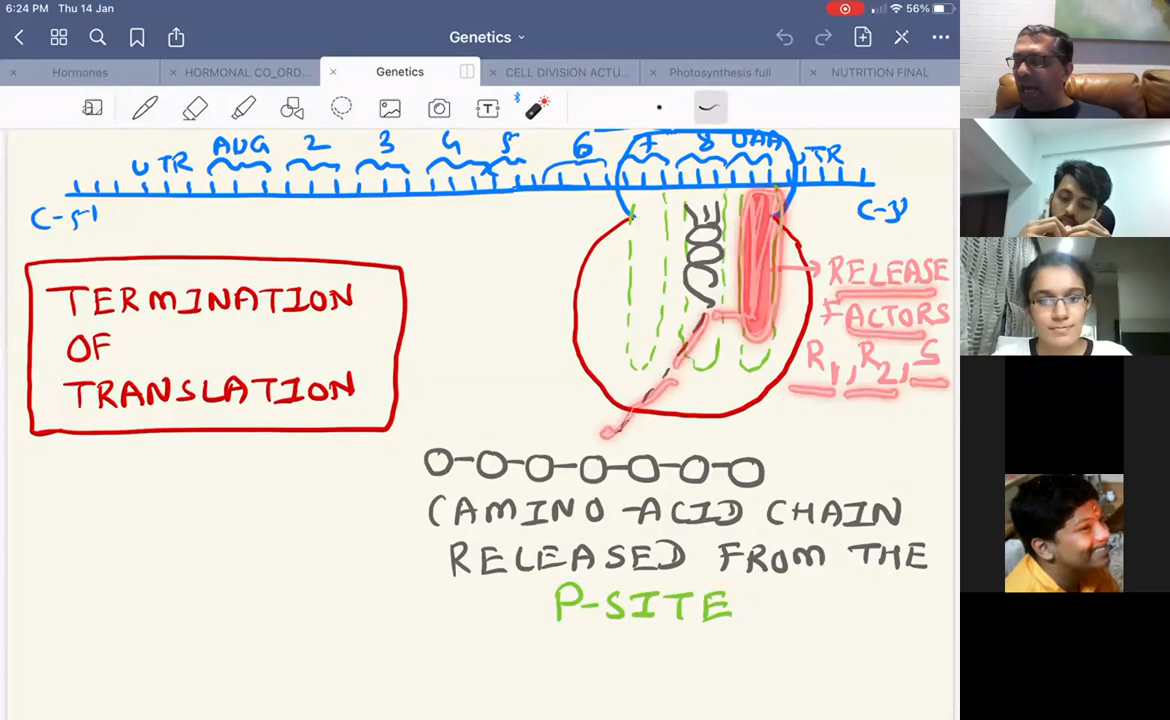 6:24 PM Thu 14 Jan
56%
Genetics
Hormones
HORMONAL CO_ORD...
Genetics
CELL DIVISION ACTU...
Photosynthesis full
NUTRITION FINAL
UTR AUG 2 3 4 5 6 7 8 UAA UTR
C-5' C-3'
TERMINATION
OF
TRANSLATION
RELEASE
FACTORS
R1, R2, S
(AMINO-ACID CHAIN
RELEASED FROM THE
P-SITE